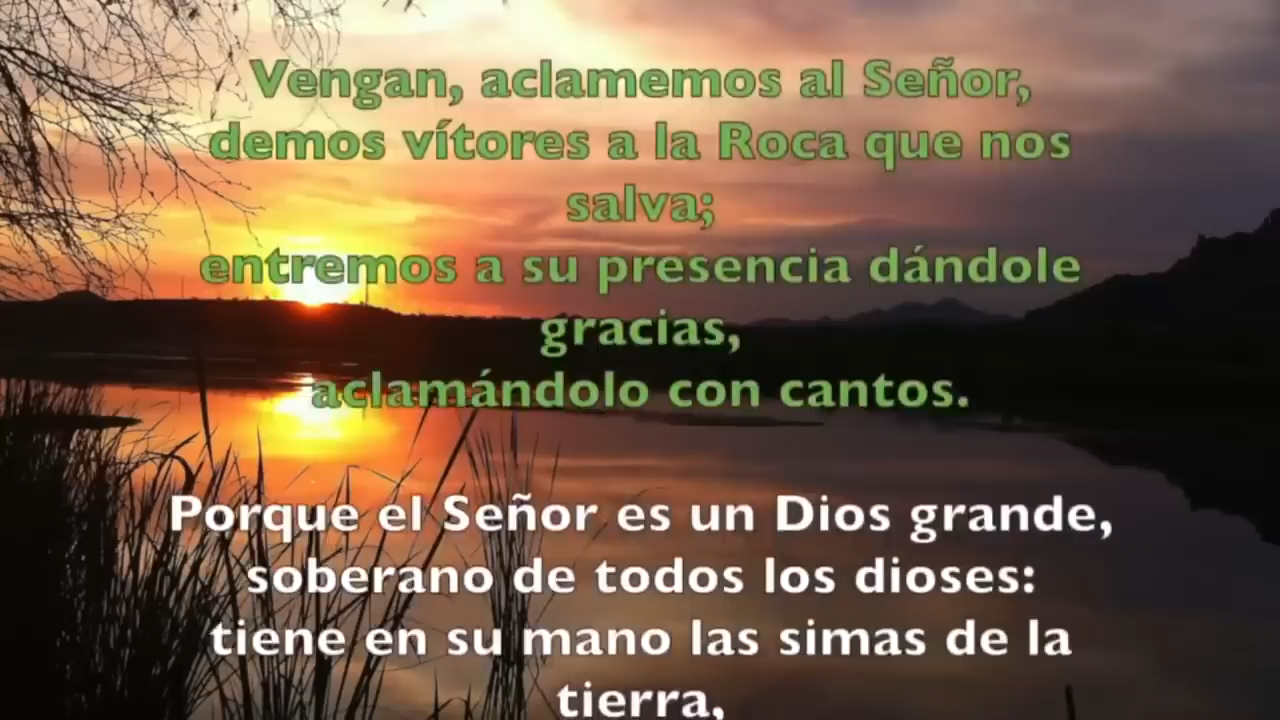 Vengan, aclamemos al Señor,
demos vítores a la Roca que nos
salva;
entremos a su presencia dándole
gracias,
aclamándolo con cantos.
Porque el Señor es un Dios grande,
soberano de todos los dioses:
tiene en su mano las simas de la
tierra,